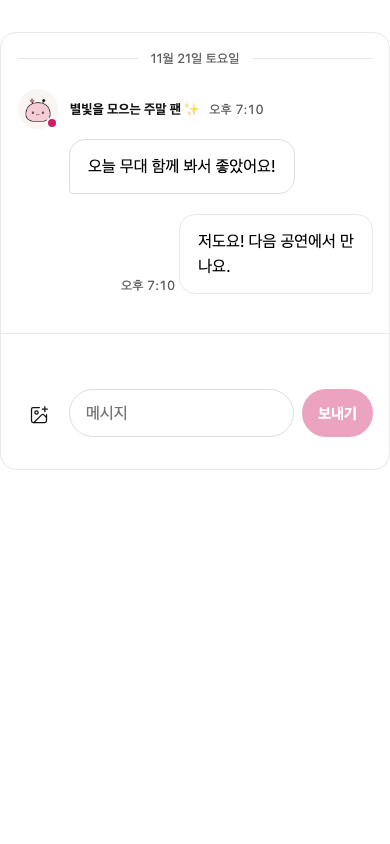 11월 21일 토요일
별빛을 모으는 주말 팬 ✨ 오후 7:10
오늘 무대 함께 봐서 좋았어요!
저도요! 다음 공연에서 만
나요.
오후 7:10
메시지
보내기